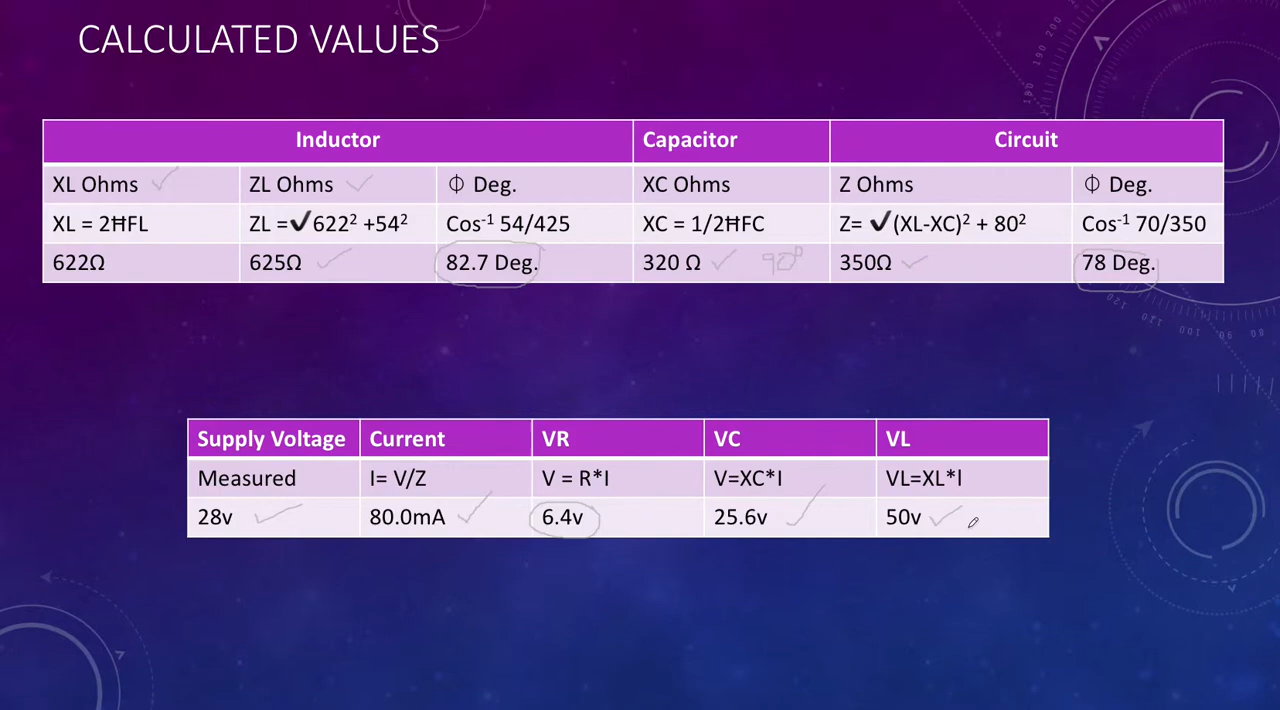 CALCULATED VALUES
Inductor Capacitor Circuit
XL Ohms ZL Ohms Φ Deg. XC Ohms Z Ohms Φ Deg.
XL = 2ĦFL ZL =✔622² +54² Cos⁻¹ 54/425 XC = 1/2ĦFC Z= ✔(XL-XC)² + 80² Cos⁻¹ 70/350
622Ω 625Ω 82.7 Deg. 320 Ω 90° 350Ω 78 Deg.
Supply Voltage Current VR VC VL
Measured I= V/Z V = R*I V=XC*I VL=XL*l
28v 80.0mA 6.4v 25.6v 50v